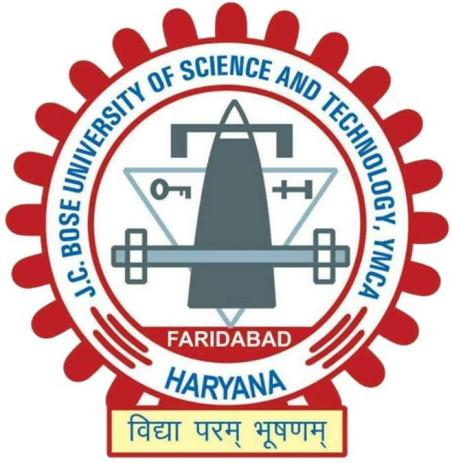 J.C. BOSE UNIVERSITY OF SCIENCE AND TECHNOLOGY, YMCA
FARIDABAD
HARYANA
विद्या परम् भूषणम्